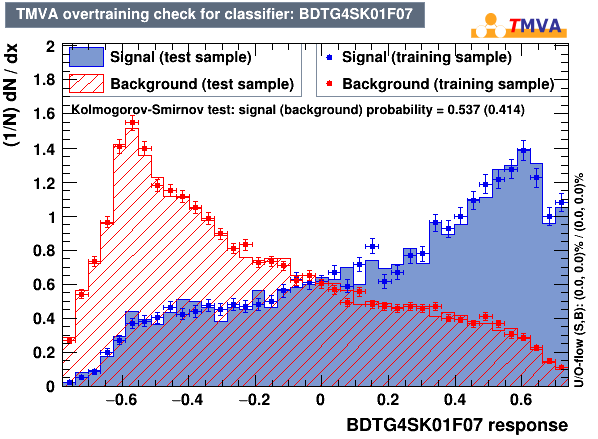 TMVA overtraining check for classifier: BDTG4SK01F07
TMVA
(1/N) dN / dx
Signal (test sample)
Background (test sample)
Signal (training sample)
Background (training sample)
Kolmogorov-Smirnov test: signal (background) probability = 0.537 (0.414)
2
1.8
1.6
1.4
1.2
1
0.8
0.6
0.4
0.2
0
−0.6 −0.4 −0.2 0 0.2 0.4 0.6
BDTG4SK01F07 response
U/O-flow (S,B): (0.0, 0.0)% / (0.0, 0.0)%